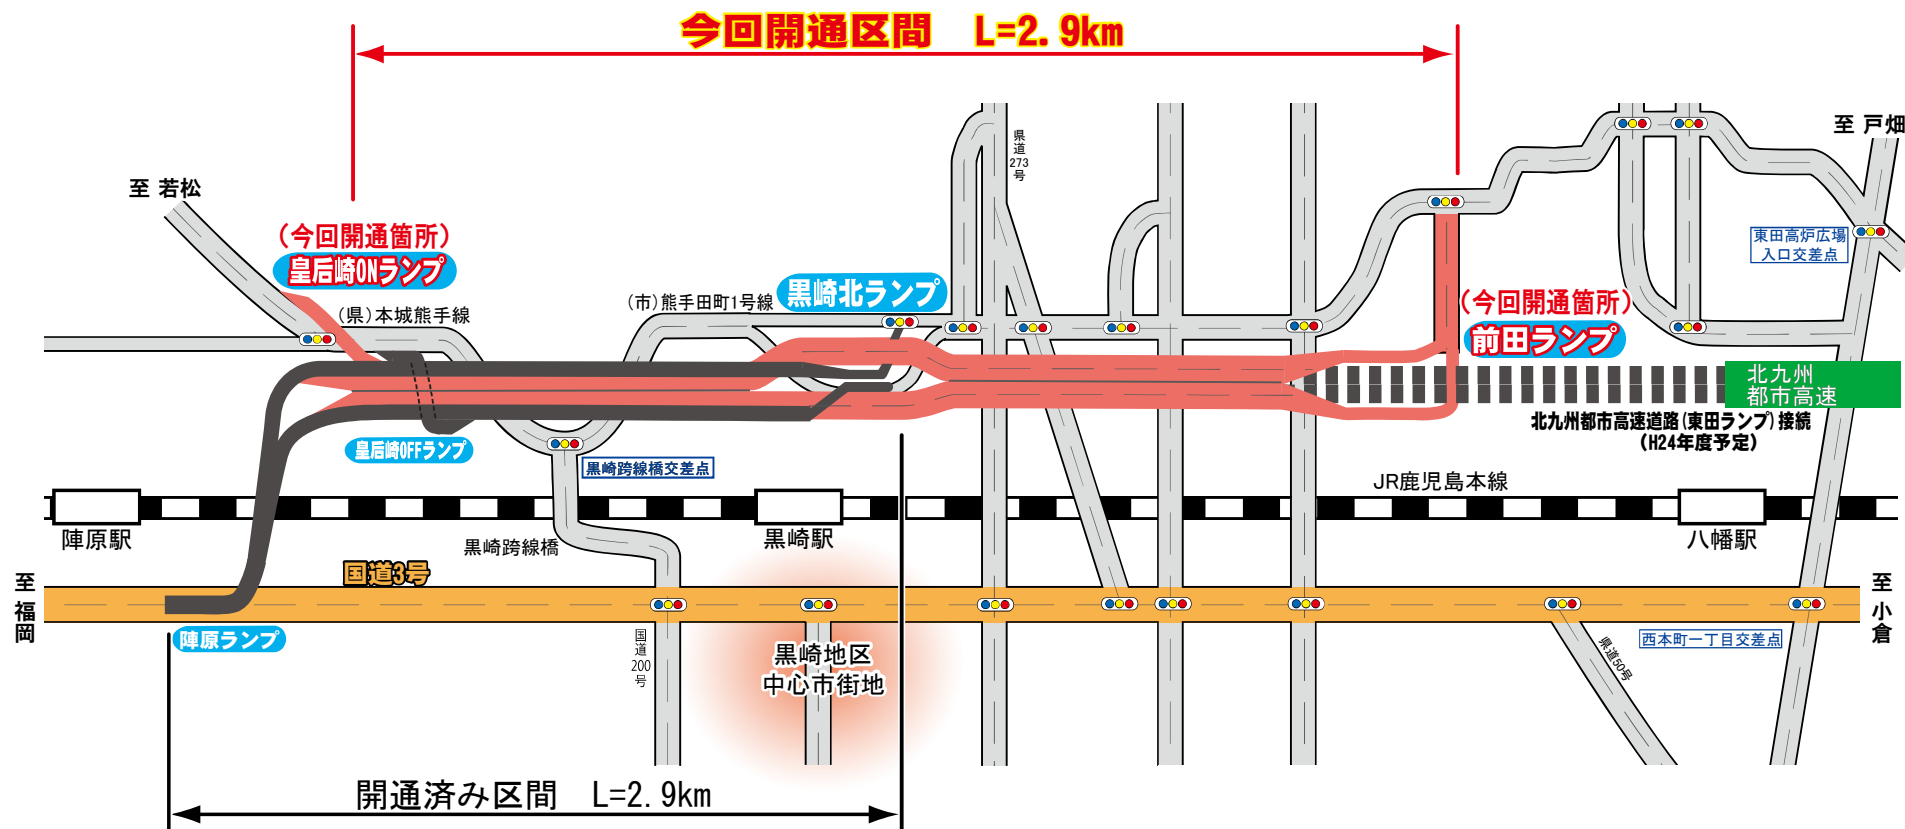 今回開通区間 L=2.9km
至 戸畑
県道273号
至 若松
(今回開通箇所)
皇后崎ONランプ
(県)本城熊手線
(市)熊手田町1号線
黒崎北ランプ
東田高炉広場
入口交差点
(今回開通箇所)
前田ランプ
北九州
都市高速
北九州都市高速道路(東田ランプ)接続
(H24年度予定)
皇后崎OFFランプ
黒崎跨線橋交差点
JR鹿児島本線
陣原駅
黒崎跨線橋
黒崎駅
八幡駅
国道3号
至 福岡
至 小倉
陣原ランプ
国道200号
黒崎地区
中心市街地
西本町一丁目交差点
県道50号
開通済み区間 L=2.9km